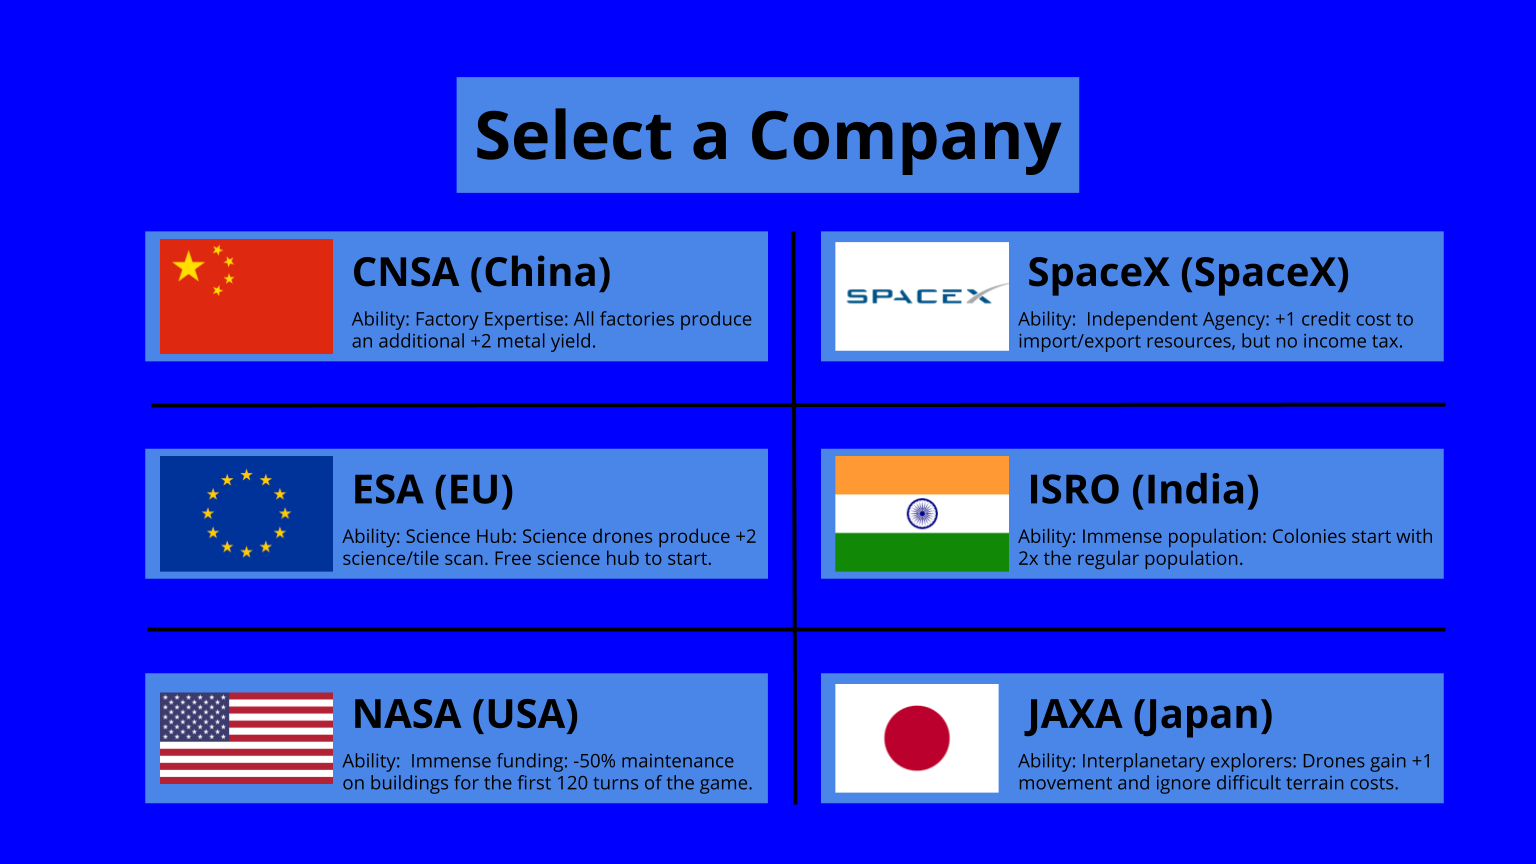 Select a Company
CNSA (China)
Ability: Factory Expertise: All factories produce
an additional +2 metal yield.
SPACEX
SpaceX (SpaceX)
Ability:  Independent Agency: +1 credit cost to
import/export resources, but no income tax.
ESA (EU)
Ability: Science Hub: Science drones produce +2
science/tile scan. Free science hub to start.
ISRO (India)
Ability: Immense population: Colonies start with
2x the regular population.
NASA (USA)
Ability:  Immense funding: -50% maintenance
on buildings for the first 120 turns of the game.
JAXA (Japan)
Ability: Interplanetary explorers: Drones gain +1
movement and ignore difficult terrain costs.